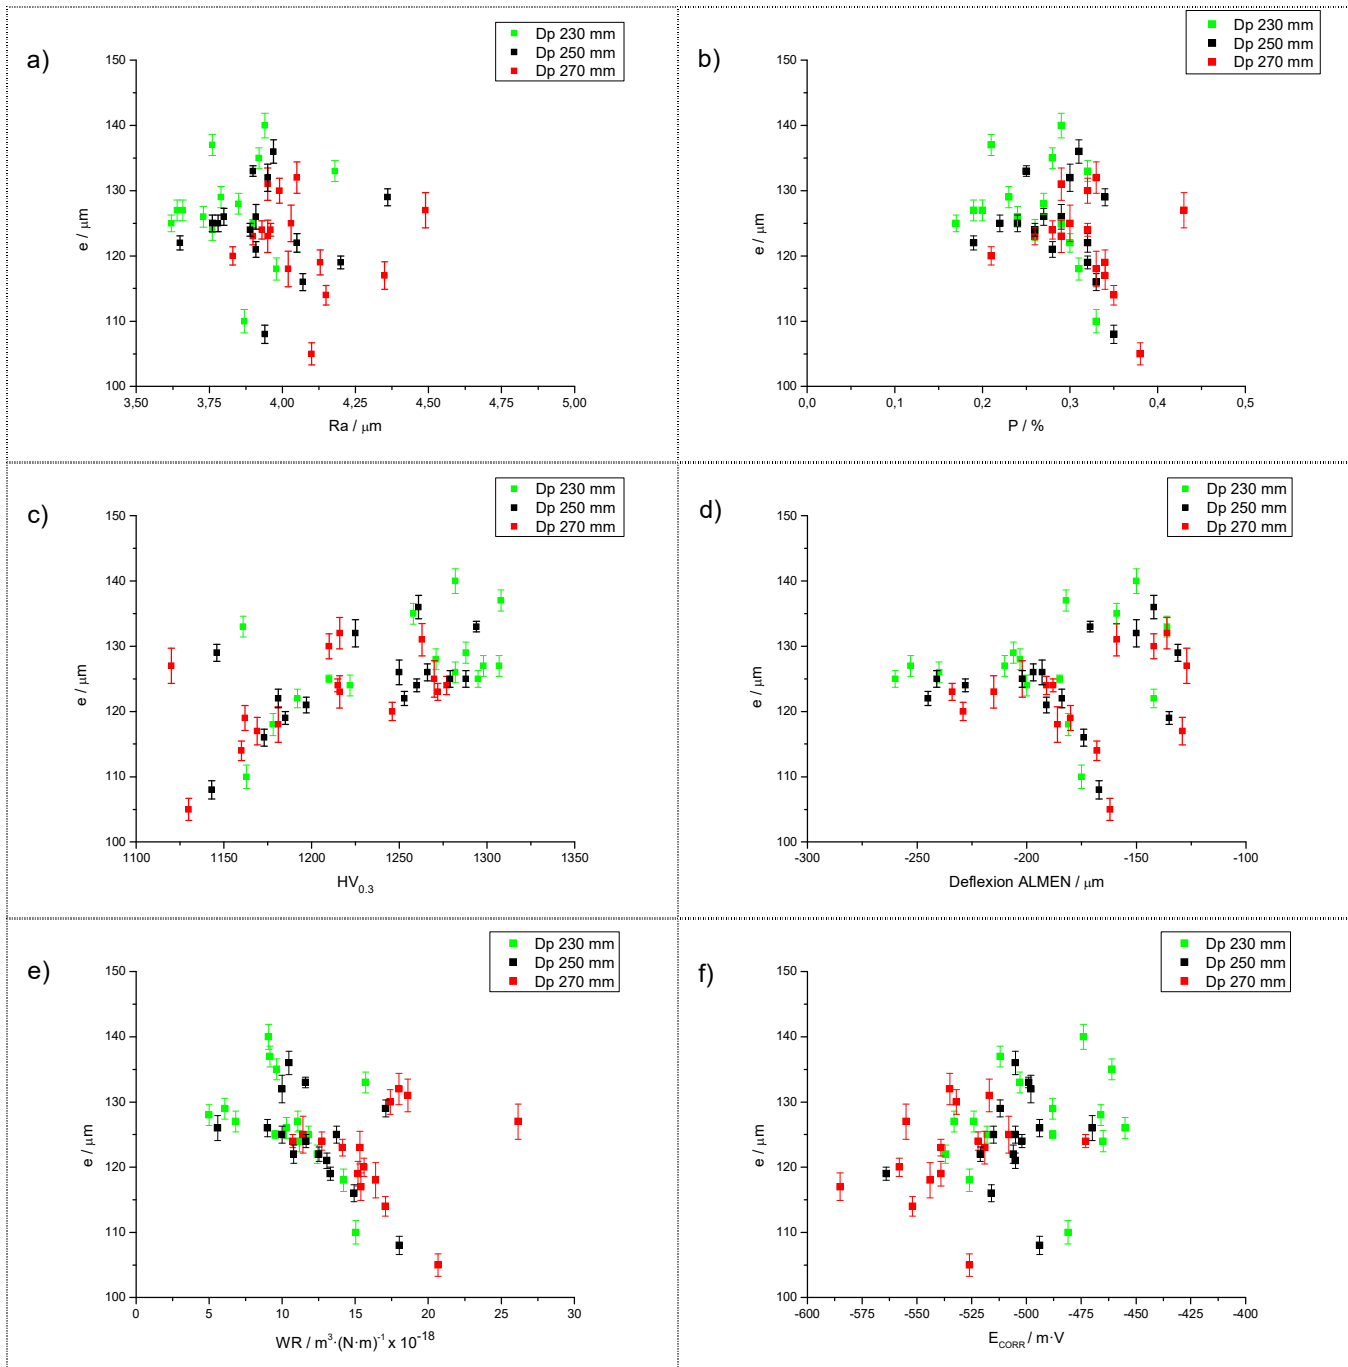 a)
Dp 230 mm
Dp 250 mm
Dp 270 mm
150
140
130
120
110
100
e / μm
3,50 3,75 4,00 4,25 4,50 4,75 5,00
Ra / μm
b)
Dp 230 mm
Dp 250 mm
Dp 270 mm
150
140
130
120
110
100
e / μm
0,0 0,1 0,2 0,3 0,4 0,5
P / %
c)
Dp 230 mm
Dp 250 mm
Dp 270 mm
150
140
130
120
110
100
e / μm
1100 1150 1200 1250 1300 1350
HV0.3
d)
Dp 230 mm
Dp 250 mm
Dp 270 mm
150
140
130
120
110
100
e / μm
-300 -250 -200 -150 -100
Deflexion ALMEN / μm
e)
Dp 230 mm
Dp 250 mm
Dp 270 mm
150
140
130
120
110
100
e / μm
0 5 10 15 20 25 30
WR / m³·(N·m)⁻¹ x 10⁻¹⁸
f)
Dp 230 mm
Dp 250 mm
Dp 270 mm
150
140
130
120
110
100
e / μm
-600 -575 -550 -525 -500 -475 -450 -425 -400
ECORR / m·V